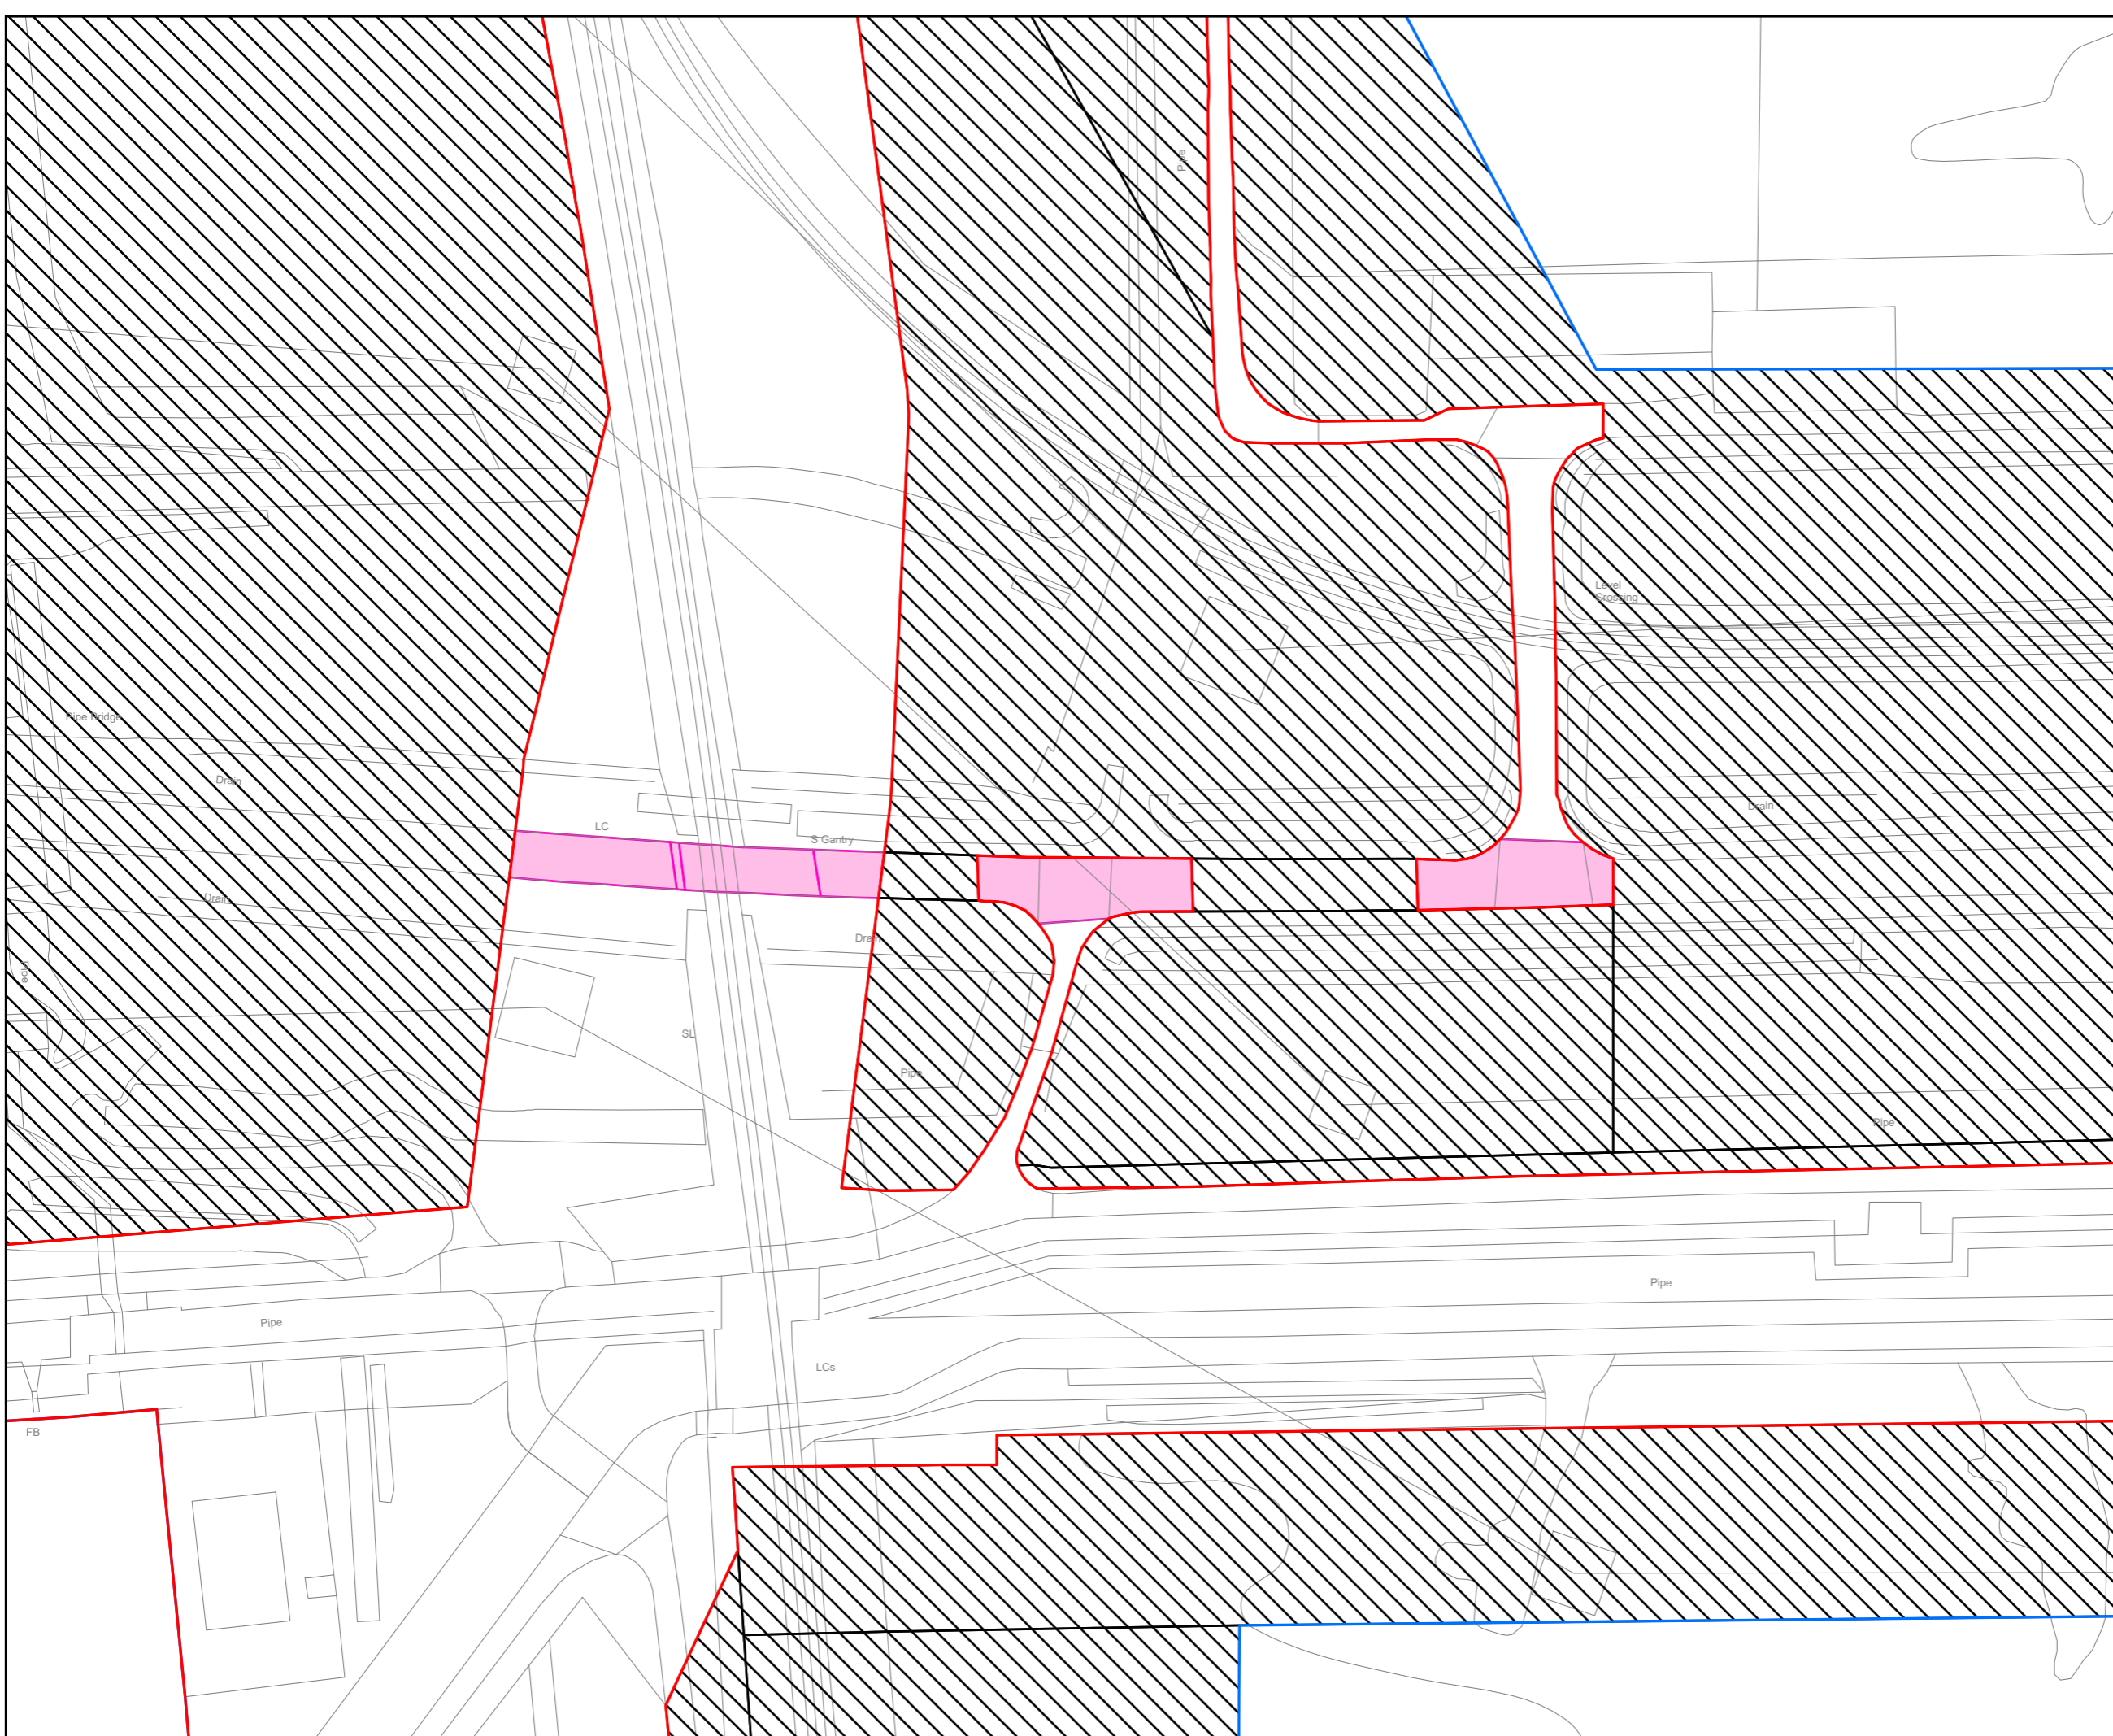 Pipe
Level
Crossing
Pipe Bridge
Drain
Drain
LC
S Gantry
Drain
Drain
Pipe
SL
Pipe
Pipe
Pipe
Pipe
LCs
FB